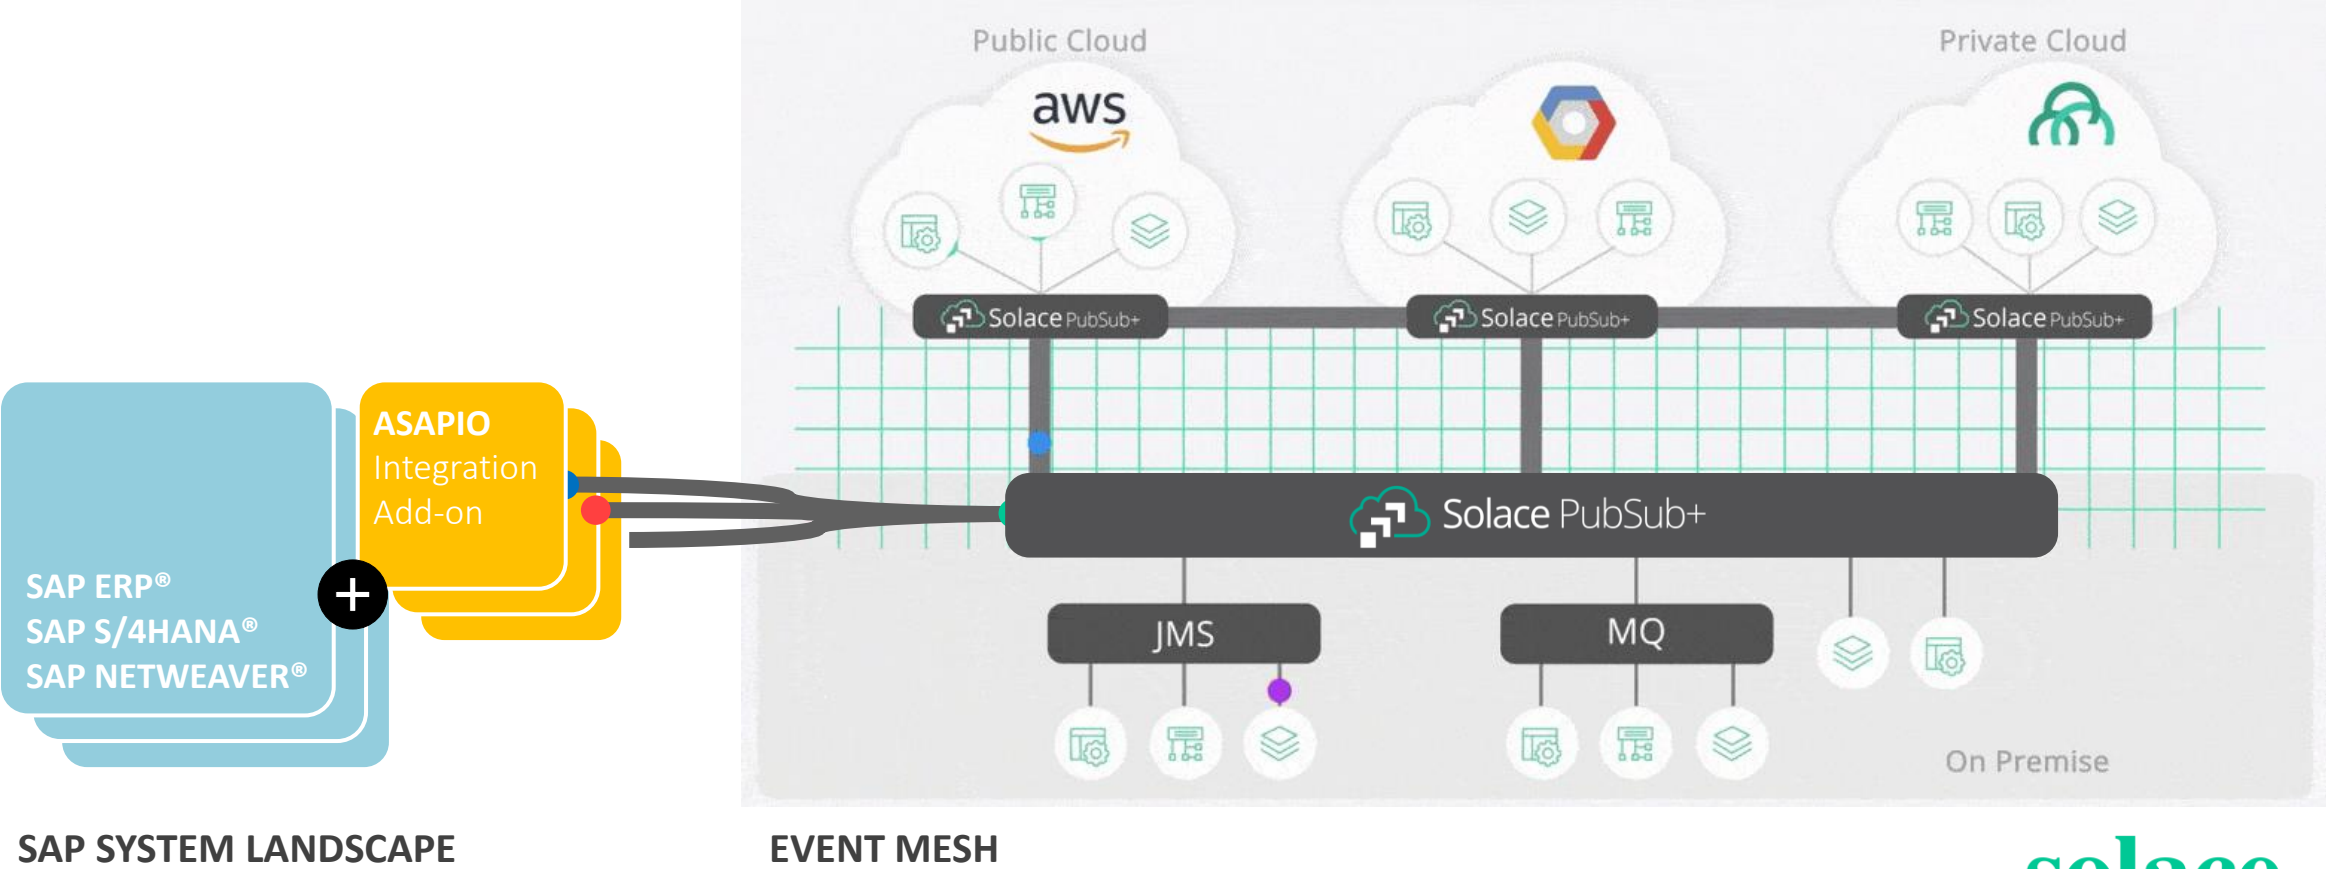 Public Cloud
Private Cloud
aws
Solace PubSub+
Solace PubSub+
Solace PubSub+
ASAPIO
Integration
Add-on
Solace PubSub+
SAP ERP®
SAP S/4HANA®
SAP NETWEAVER®
+
JMS
MQ
On Premise
SAP SYSTEM LANDSCAPE
EVENT MESH
solace